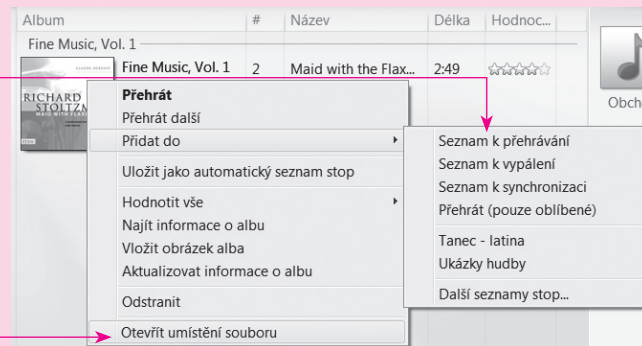 Album # Název Délka Hodnoc...
Fine Music, Vol. 1
Fine Music, Vol. 1 2 Maid with the Flax... 2:49
RICHARD
MAID WITH FLAX
Přehrát
Přehrát další
Přidat do
Uložit jako automatický seznam stop
Hodnotit vše
Najít informace o albu
Vložit obrázek alba
Aktualizovat informace o albu
Odstranit
Otevřít umístění souboru
Seznam k přehrávání
Seznam k vypálení
Seznam k synchronizaci
Přehrát (pouze oblíbené)
Tanec - latina
Ukázky hudby
Další seznamy stop...